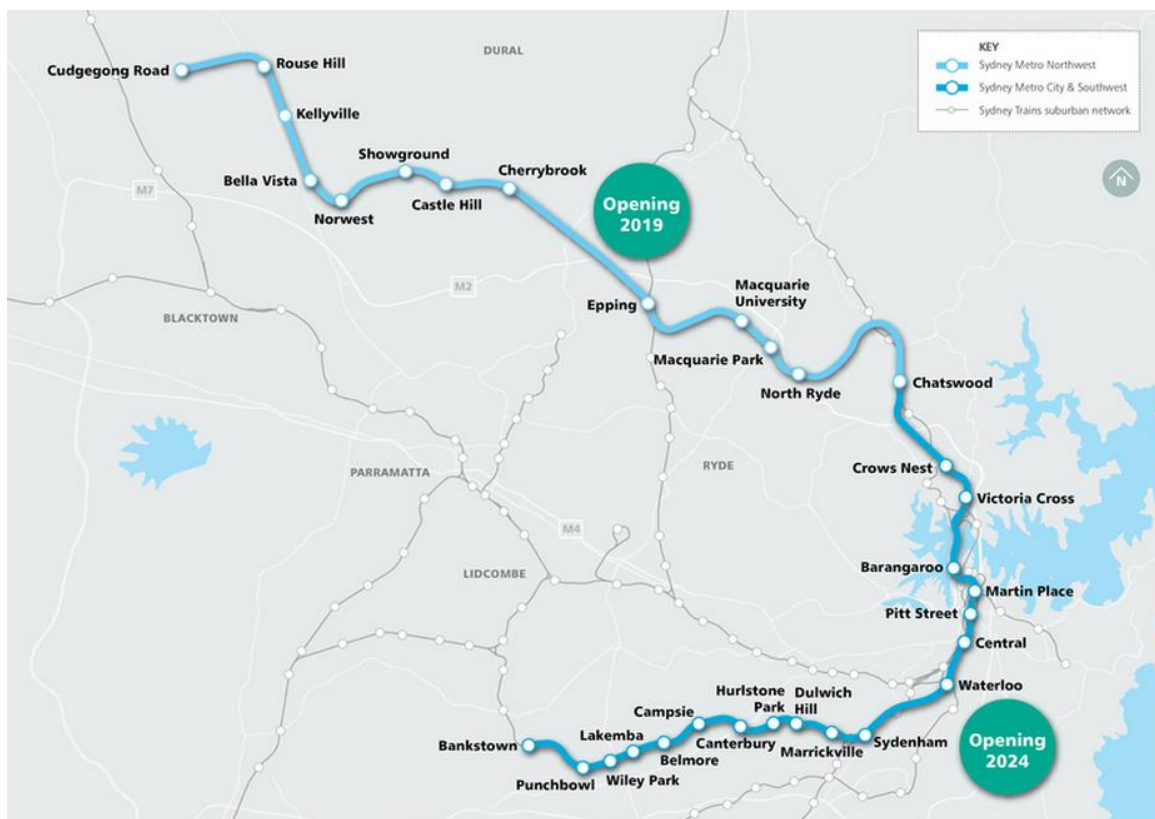 DURAL
KEY
Sydney Metro Northwest
Sydney Metro City & Southwest
Sydney Trains suburban network
N
Cudgegong Road
Rouse Hill
Kellyville
Showground
Cherrybrook
Bella Vista
M7
Castle Hill
Norwest
Opening
2019
M2
Macquarie
University
Epping
BLACKTOWN
Macquarie Park
North Ryde
Chatswood
PARRAMATTA
RYDE
Crows Nest
Victoria Cross
M4
LIDCOMBE
Barangaroo
Martin Place
Pitt Street
Central
Waterloo
Hurlstone
Park
Dulwich
Hill
Campsie
Lakemba
Bankstown
Canterbury
Marrickville
Sydenham
Belmore
Wiley Park
Punchbowl
Opening
2024